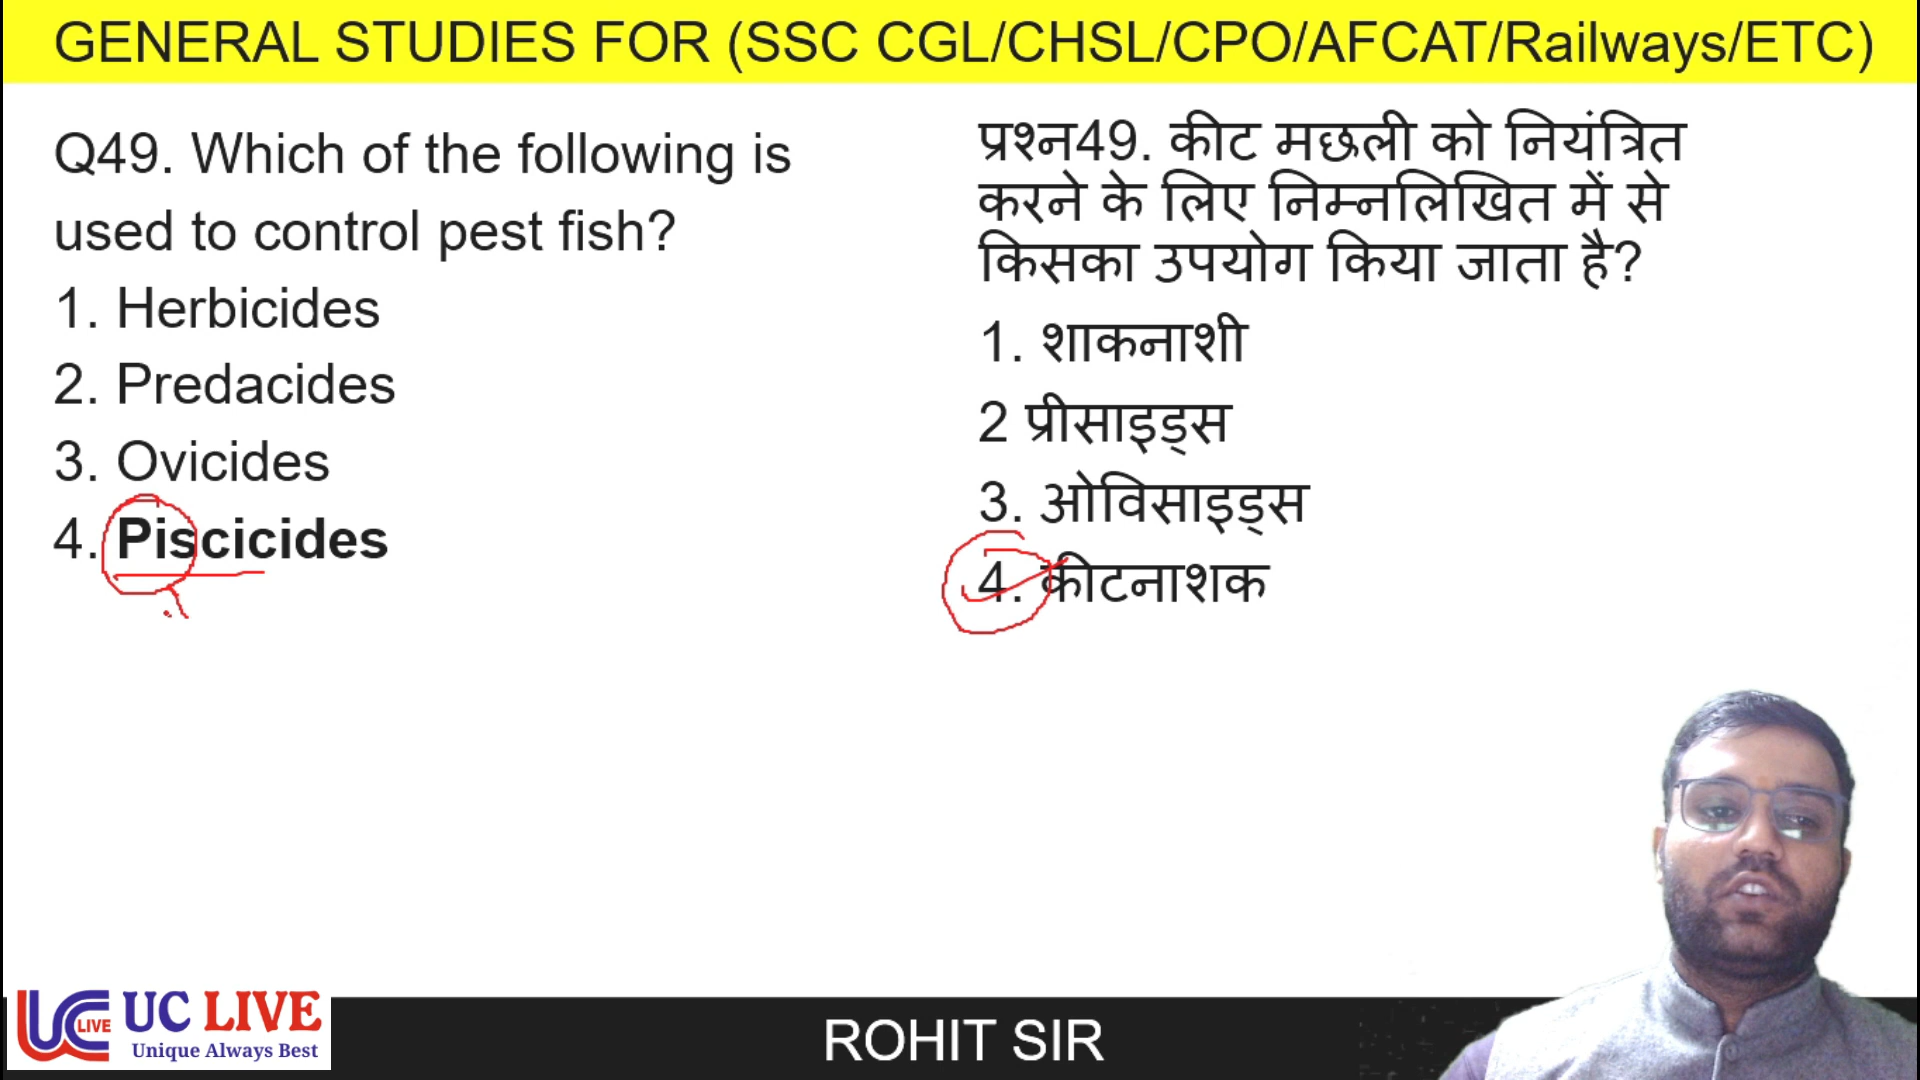 GENERAL STUDIES FOR (SSC CGL/CHSL/CPO/AFCAT/Railways/ETC)
Q49. Which of the following is
used to control pest fish?
1. Herbicides
2. Predacides
3. Ovicides
4. Piscicides
प्रश्न49. कीट मछली को नियंत्रित
करने के लिए निम्नलिखित में से
किसका उपयोग किया जाता है?
1. शाकनाशी
2 प्रीसाइड्स
3. ओविसाइड्स
4. कीटनाशक
UC LIVE
LIVE
Unique Always Best
ROHIT SIR